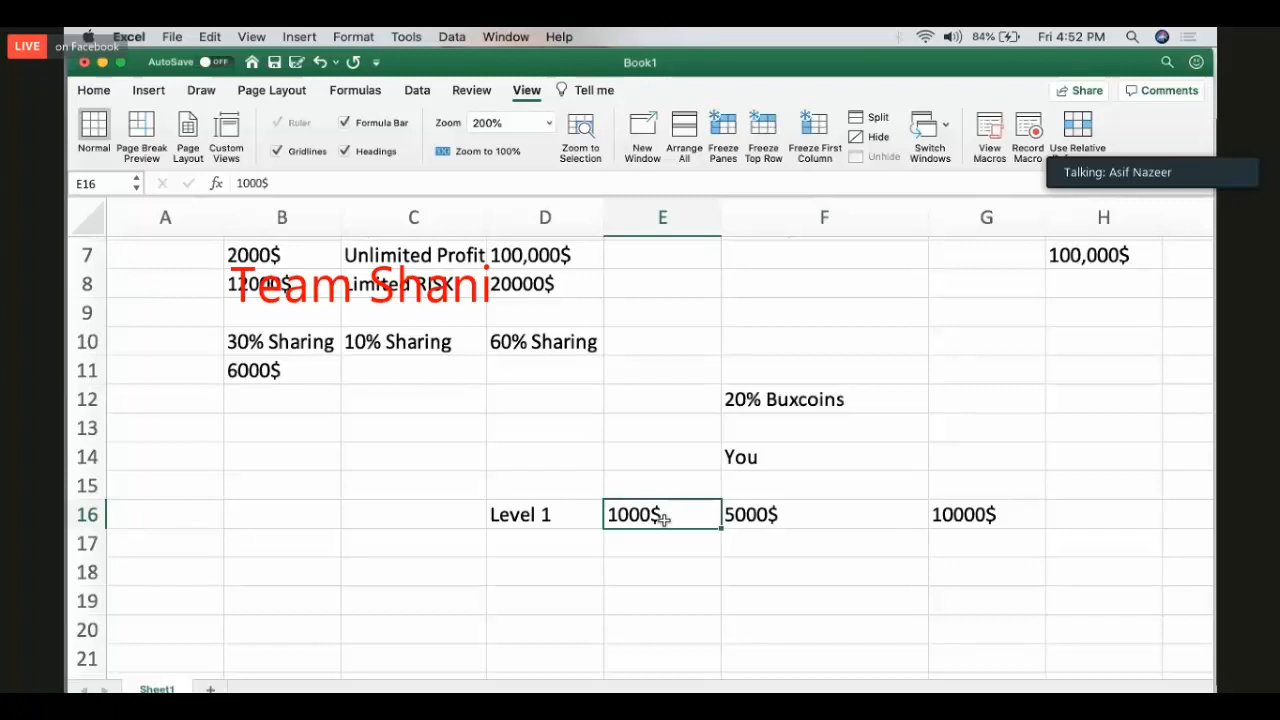 LIVE on Facebook
Excel File Edit View Insert Format Tools Data Window Help 84% Fri 4:52 PM
AutoSave OFF Book1
Home Insert Draw Page Layout Formulas Data Review View Tell me Share Comments
Normal Page Break Preview Page Layout Custom Views
Ruler Formula Bar
Gridlines Headings
Zoom 200%
Zoom to 100%
Zoom to Selection
New Window Arrange All Freeze Panes Freeze Top Row Freeze First Column
Split
Hide
Unhide
Switch Windows View Macros Record Macro Use Relative
Talking: Asif Nazeer
E16 fx 1000$
A B C D E F G H
7 2000$ Unlimited Profit 100,000$ 100,000$
8 12000$ Limited RISK 20000$
Team Shani
9
10 30% Sharing 10% Sharing 60% Sharing
11 6000$
12 20% Buxcoins
13
14 You
15
16 Level 1 1000$ 5000$ 10000$
17
18
19
20
21
Sheet1 +